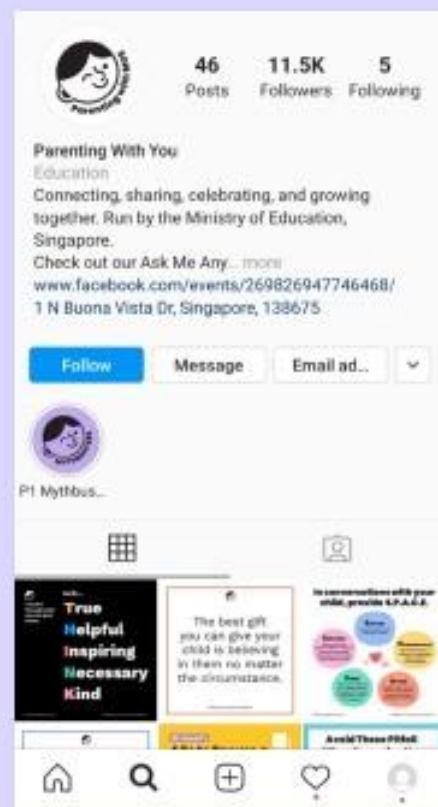 Parenting with you
46
Posts
11.5K
Followers
5
Following
Parenting With You
Education
Connecting, sharing, celebrating, and growing
together. Run by the Ministry of Education,
Singapore.
Check out our Ask Me Any... more
www.facebook.com/events/269826947746468/
1 N Buona Vista Dr, Singapore, 138675
Follow
Message
Email ad...
P1 Mythbus...
True
Helpful
Inspiring
Necessary
Kind
The best gift
you can give your
child is believing
in them no matter
the circumstance.
In conversations with your
child, provide S.P.A.C.E.
Avoid These